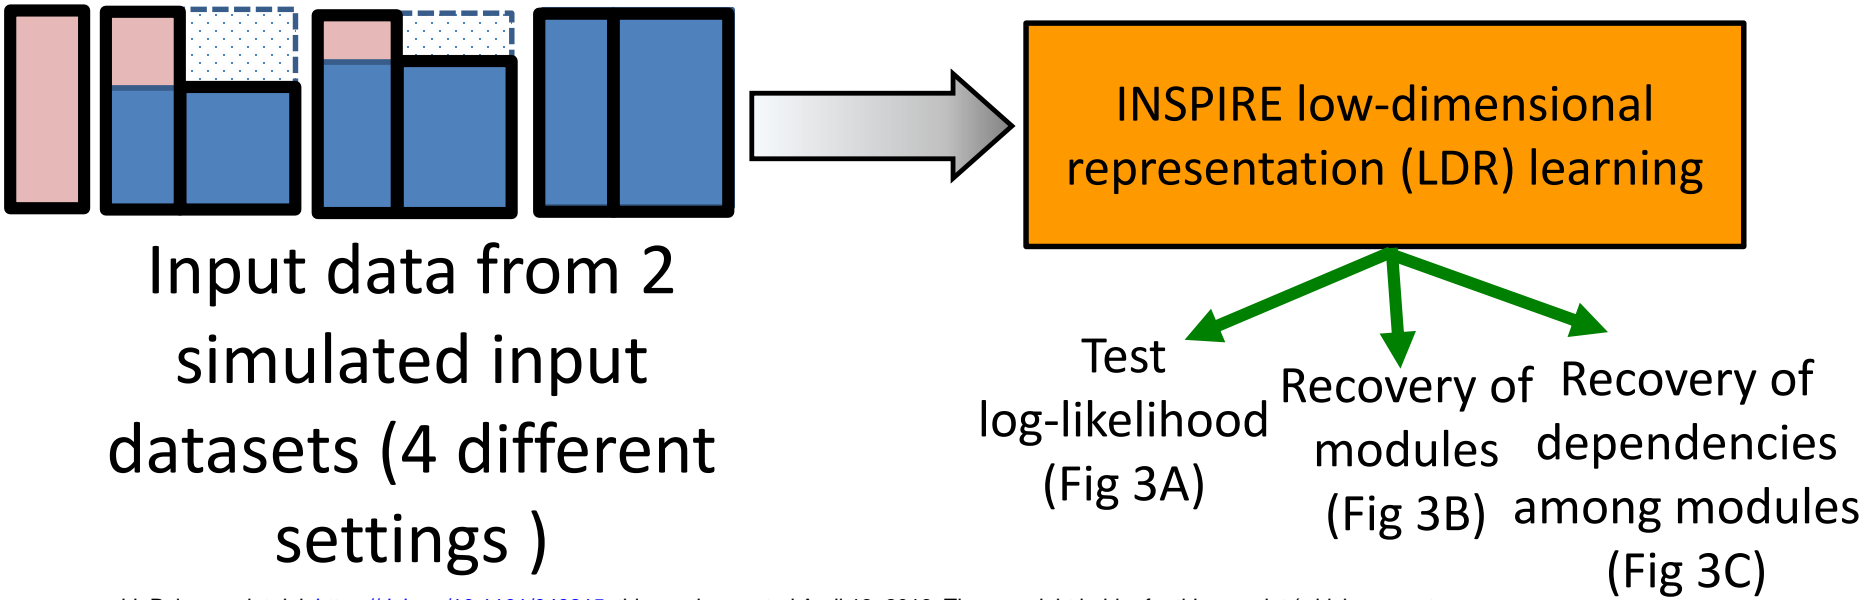 INSPIRE low-dimensional
representation (LDR) learning
Input data from 2
simulated input
datasets (4 different
settings )
Test
log-likelihood
(Fig 3A)
Recovery of
modules
(Fig 3B)
Recovery of
dependencies
among modules
(Fig 3C)